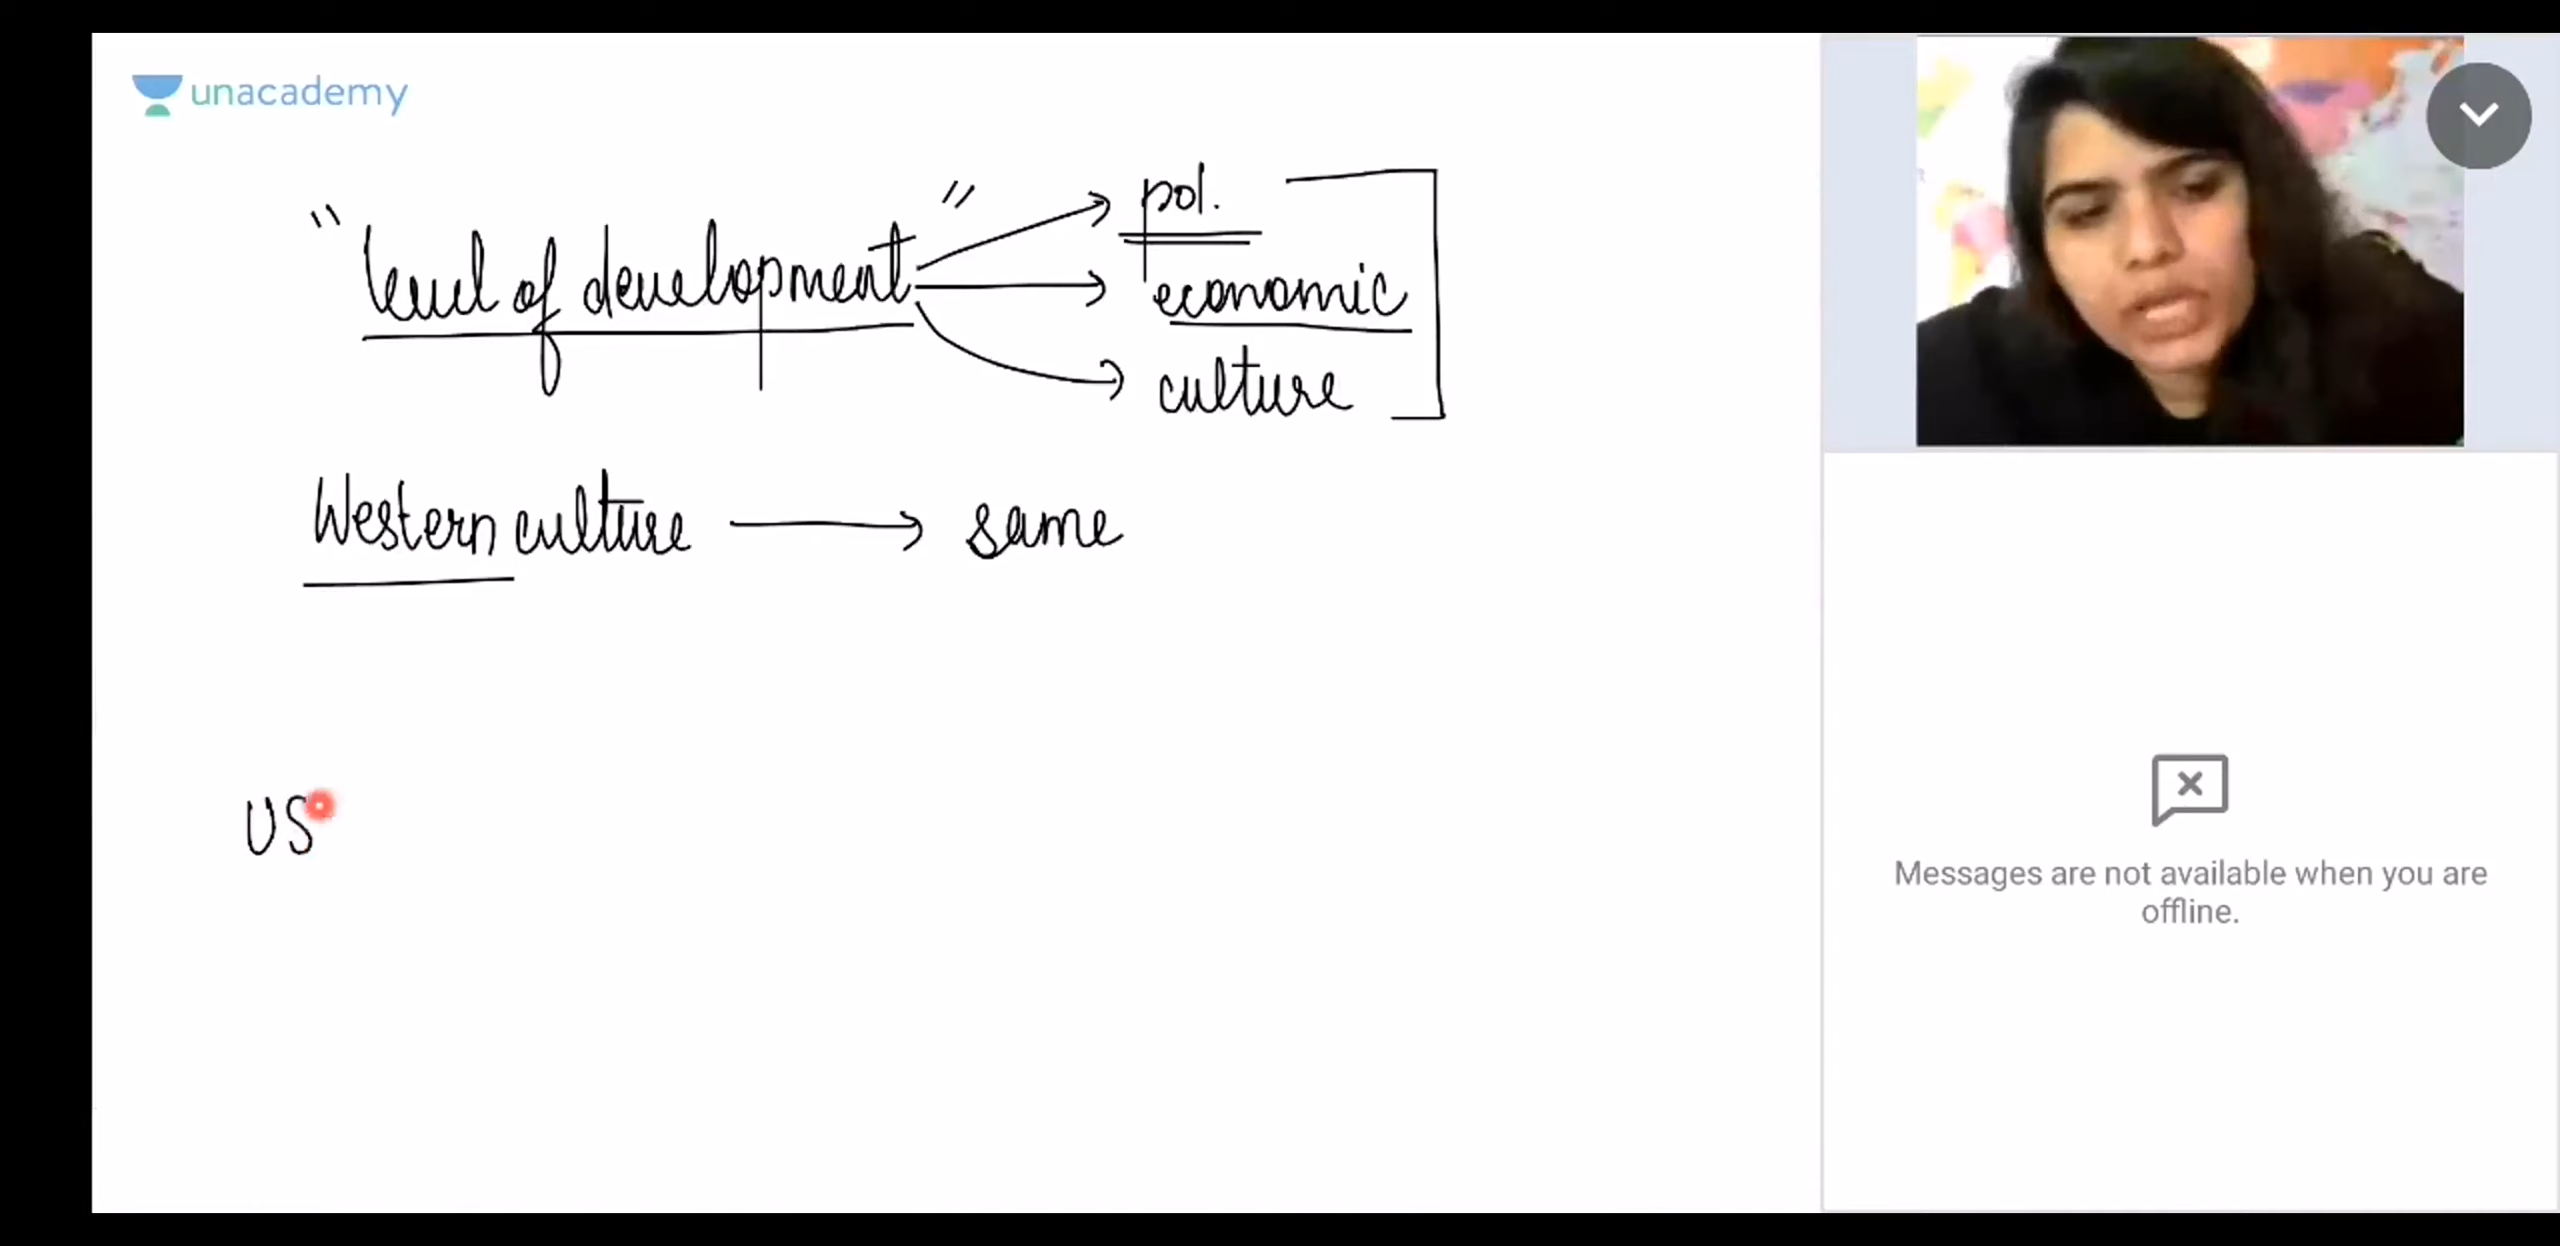 unacademy
" level of development " pol.
economic
culture
Western culture → same
US
Messages are not available when you are
offline.